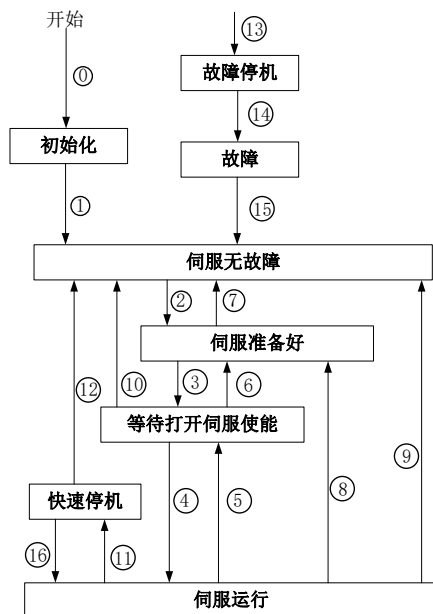 开始
⑬
⓪
故障停机
⑭
初始化
故障
①
⑮
伺服无故障
②
⑦
伺服准备好
⑫
⑩
③
⑥
⑨
等待打开伺服使能
快速停机
④
⑤
⑧
⑯
⑪
伺服运行